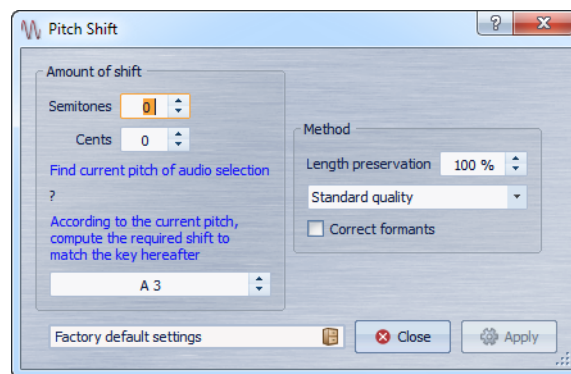 Pitch Shift
?
Amount of shift
Semitones 0
Cents 0
Find current pitch of audio selection
?
According to the current pitch,
compute the required shift to
match the key hereafter
A 3
Method
Length preservation 100 %
Standard quality
Correct formants
Factory default settings
Close
Apply